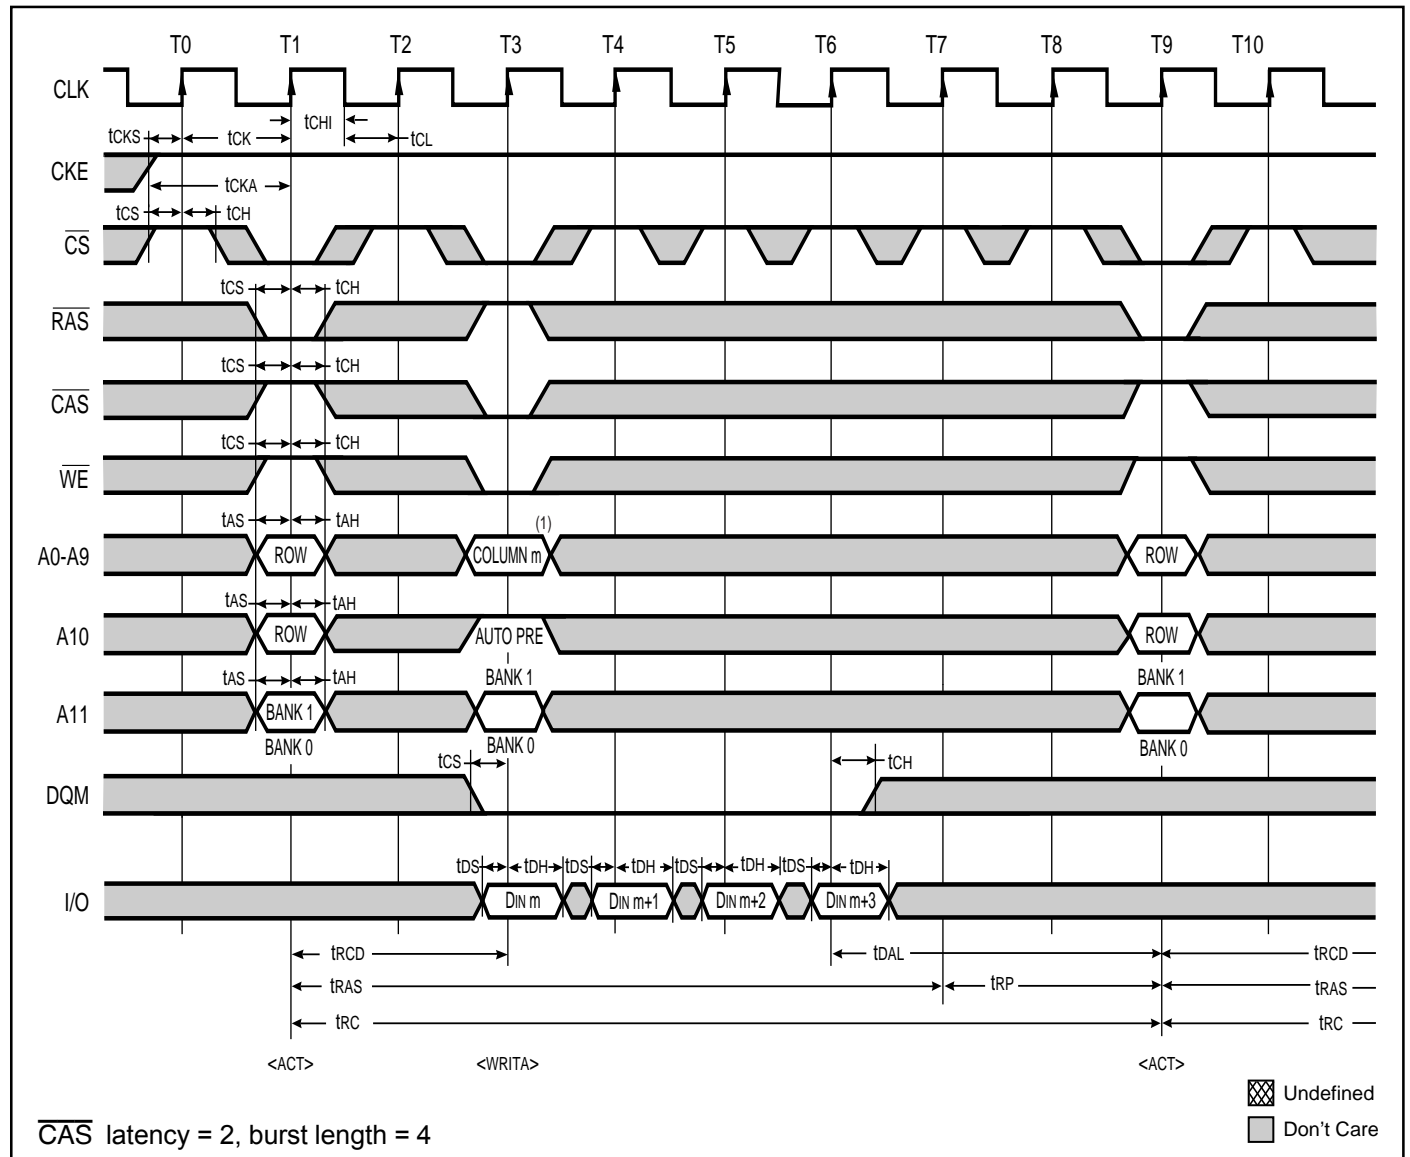 T0 T1 T2 T3 T4 T5 T6 T7 T8 T9 T10
CLK
tCHI
tCKS tCK tCL
CKE
tCKA
tCS tCH
CS
tCS tCH
RAS
tCS tCH
CAS
tCS tCH
WE
tAS tAH (1)
A0-A9 ROW COLUMN m ROW
tAS tAH
A10 ROW AUTO PRE ROW
BANK 1 BANK 1
tAS tAH
A11 BANK 1
BANK 0 BANK 0 BANK 0
tCS tCH
DQM
tDS tDH tDS tDH tDS tDH tDS tDH
I/O DIN m DIN m+1 DIN m+2 DIN m+3
tRCD tDAL tRCD
tRAS tRP tRAS
tRC tRC
<ACT> <WRITA> <ACT>
Undefined
Don't Care
CAS latency = 2, burst length = 4